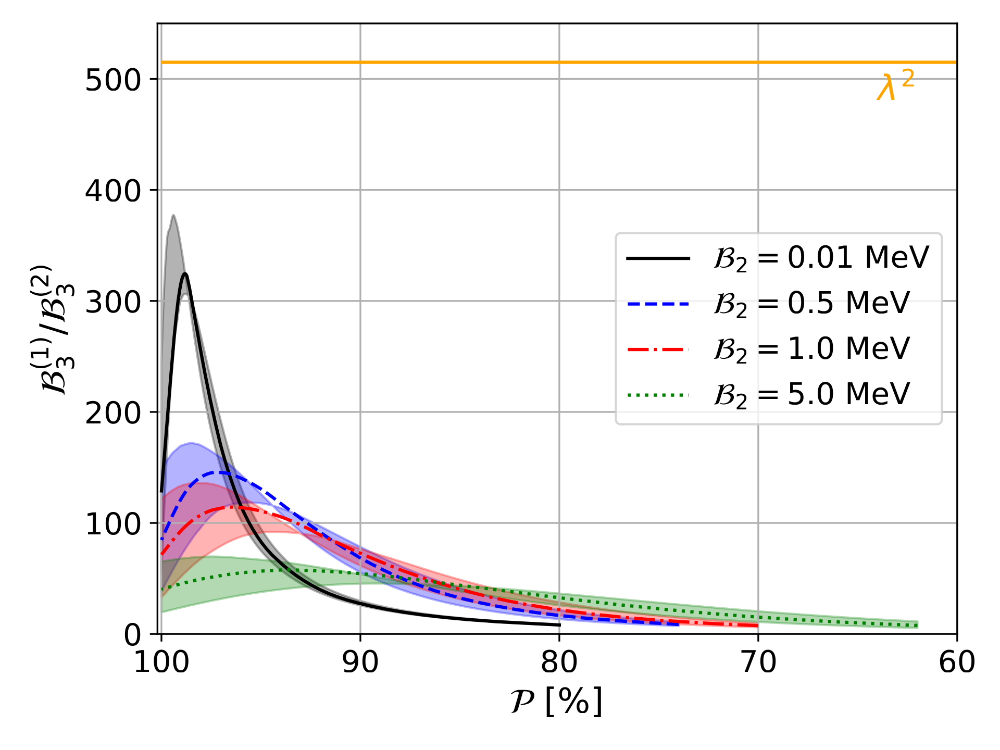 500
400
300
200
100
0
100 90 80 70 60
ℬ₃⁽¹⁾/ℬ₃⁽²⁾
𝒫 [%]
λ²
ℬ₂ = 0.01 MeV
ℬ₂ = 0.5 MeV
ℬ₂ = 1.0 MeV
ℬ₂ = 5.0 MeV